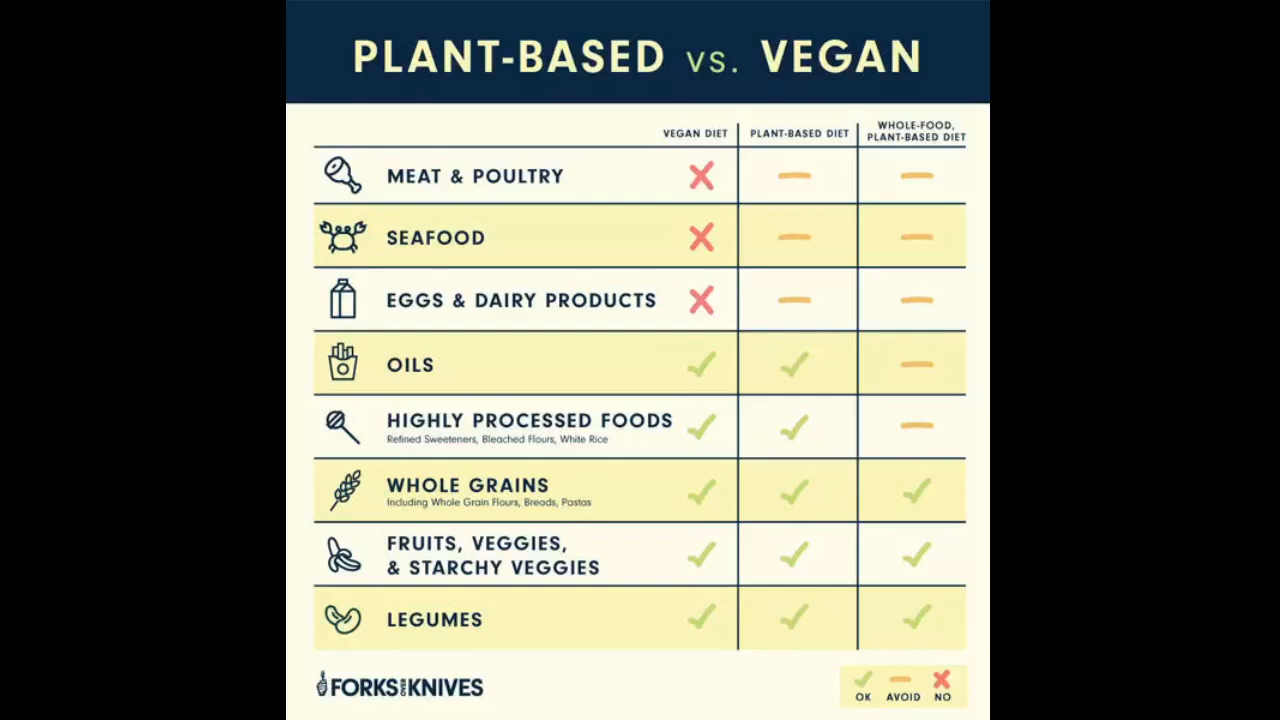 PLANT-BASED vs. VEGAN
VEGAN DIET
PLANT-BASED DIET
WHOLE-FOOD,
PLANT-BASED DIET
MEAT & POULTRY
SEAFOOD
EGGS & DAIRY PRODUCTS
OILS
HIGHLY PROCESSED FOODS
Refined Sweeteners, Bleached Flours, White Rice
WHOLE GRAINS
Including Whole Grain Flours, Breads, Pastas
FRUITS, VEGGIES,
& STARCHY VEGGIES
LEGUMES
FORKS OVER KNIVES
OK AVOID NO